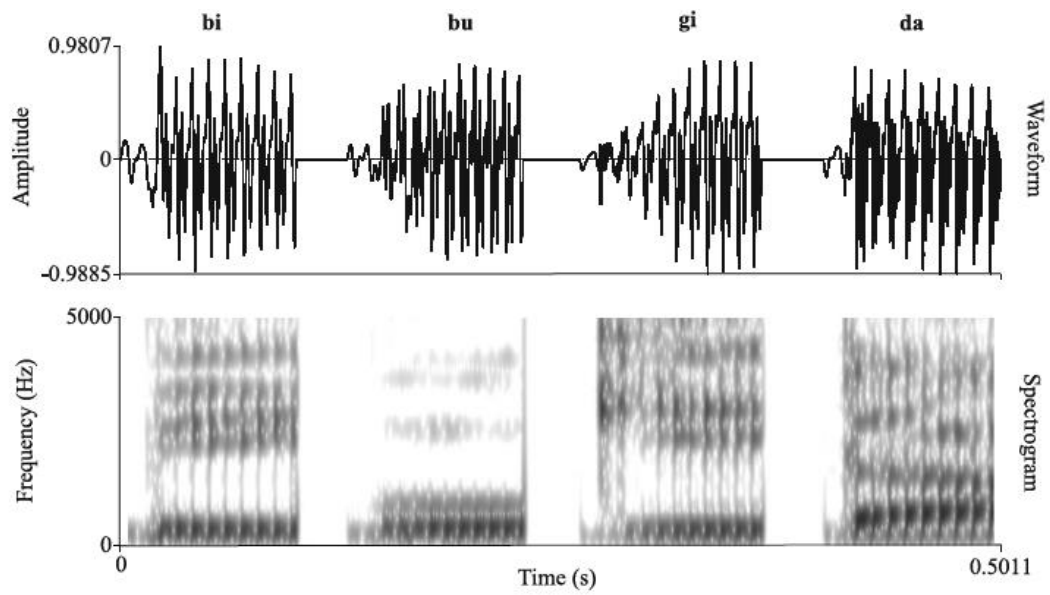 bi bu gi da
0.9807
Amplitude
0
-0.9885
Waveform
5000
Frequency (Hz)
0
Spectrogram
0 Time (s) 0.5011